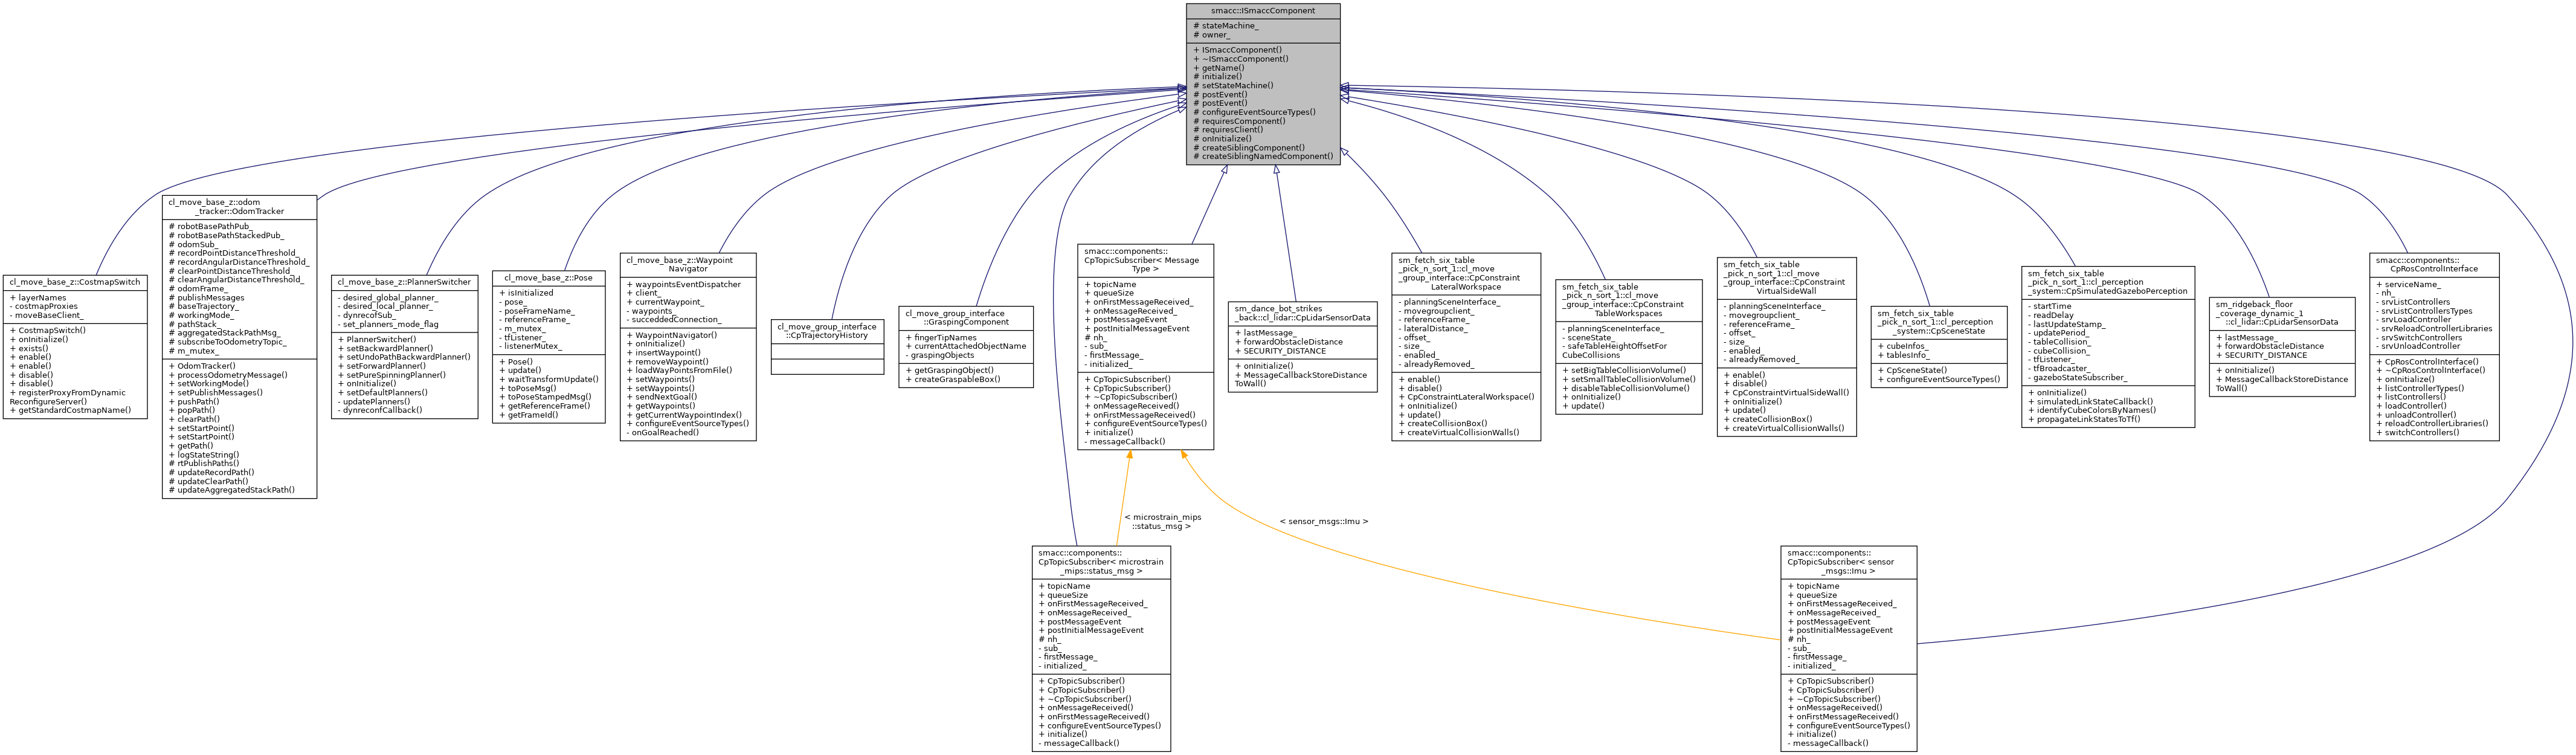 smacc::ISmaccComponent
# stateMachine_
# owner_
+ ISmaccComponent()
+ ~ISmaccComponent()
+ getName()
# initialize()
# setStateMachine()
# postEvent()
# postEvent()
# configureEventSourceTypes()
# requiresComponent()
# requiresClient()
# onInitialize()
# createSiblingComponent()
# createSiblingNamedComponent()
cl_move_base_z::CostmapSwitch
+ layerNames
- costmapProxies
- moveBaseClient_
+ CostmapSwitch()
+ onInitialize()
+ exists()
+ enable()
+ enable()
+ disable()
+ disable()
+ registerProxyFromDynamic
ReconfigureServer()
+ getStandardCostmapName()
cl_move_base_z::odom
_tracker::OdomTracker
# robotBasePathPub_
# robotBasePathStackedPub_
# odomSub_
# recordPointDistanceThreshold_
# recordAngularDistanceThreshold_
# clearPointDistanceThreshold_
# clearAngularDistanceThreshold_
# odomFrame_
# publishMessages
# baseTrajectory_
# workingMode_
# pathStack_
# aggregatedStackPathMsg_
# subscribeToOdometryTopic_
# m_mutex_
+ OdomTracker()
+ processOdometryMessage()
+ setWorkingMode()
+ setPublishMessages()
+ pushPath()
+ popPath()
+ clearPath()
+ setStartPoint()
+ setStartPoint()
+ getPath()
+ logStateString()
# rtPublishPaths()
# updateRecordPath()
# updateClearPath()
# updateAggregatedStackPath()
cl_move_base_z::PlannerSwitcher
- desired_global_planner_
- desired_local_planner_
- dynrecofSub_
- set_planners_mode_flag
+ PlannerSwitcher()
+ setBackwardPlanner()
+ setUndoPathBackwardPlanner()
+ setForwardPlanner()
+ setPureSpinningPlanner()
+ onInitialize()
+ setDefaultPlanners()
- updatePlanners()
- dynreconfCallback()
cl_move_base_z::Pose
+ isInitialized
- pose_
- poseFrameName_
- referenceFrame_
- m_mutex_
- tfListener_
- listenerMutex_
+ Pose()
+ update()
+ waitTransformUpdate()
+ toPoseMsg()
+ toPoseStampedMsg()
+ getReferenceFrame()
+ getFrameId()
cl_move_base_z::Waypoint
Navigator
+ waypointsEventDispatcher
+ client_
+ currentWaypoint_
- waypoints_
- succeddedConnection_
+ WaypointNavigator()
+ onInitialize()
+ insertWaypoint()
+ removeWaypoint()
+ loadWayPointsFromFile()
+ setWaypoints()
+ setWaypoints()
+ sendNextGoal()
+ getWaypoints()
+ getCurrentWaypointIndex()
+ configureEventSourceTypes()
- onGoalReached()
cl_move_group_interface
::CpTrajectoryHistory
cl_move_group_interface
::GraspingComponent
+ fingerTipNames
+ currentAttachedObjectName
- graspingObjects
+ getGraspingObject()
+ createGraspableBox()
smacc::components::
CpTopicSubscriber< Message
Type >
+ topicName
+ queueSize
+ onFirstMessageReceived_
+ onMessageReceived_
+ postMessageEvent
+ postInitialMessageEvent
# nh_
- sub_
- firstMessage_
- initialized_
+ CpTopicSubscriber()
+ CpTopicSubscriber()
+ ~CpTopicSubscriber()
+ onMessageReceived()
+ onFirstMessageReceived()
+ configureEventSourceTypes()
+ initialize()
- messageCallback()
sm_dance_bot_strikes
_back::cl_lidar::CpLidarSensorData
+ lastMessage_
+ forwardObstacleDistance
+ SECURITY_DISTANCE
+ onInitialize()
+ MessageCallbackStoreDistance
ToWall()
sm_fetch_six_table
_pick_n_sort_1::cl_move
_group_interface::CpConstraint
LateralWorkspace
- planningSceneInterface_
- movegroupclient_
- referenceFrame_
- lateralDistance_
- offset_
- size_
- enabled_
- alreadyRemoved_
+ enable()
+ disable()
+ CpConstraintLateralWorkspace()
+ onInitialize()
+ update()
+ createCollisionBox()
+ createVirtualCollisionWalls()
sm_fetch_six_table
_pick_n_sort_1::cl_move
_group_interface::CpConstraint
TableWorkspaces
- planningSceneInterface_
- sceneState_
- safeTableHeightOffsetFor
CubeCollisions
+ setBigTableCollisionVolume()
+ setSmallTableCollisionVolume()
+ disableTableCollisionVolume()
+ onInitialize()
+ update()
sm_fetch_six_table
_pick_n_sort_1::cl_move
_group_interface::CpConstraint
VirtualSideWall
- planningSceneInterface_
- movegroupclient_
- referenceFrame_
- offset_
- size_
- enabled_
- alreadyRemoved_
+ enable()
+ disable()
+ CpConstraintVirtualSideWall()
+ onInitialize()
+ update()
+ createCollisionBox()
+ createVirtualCollisionWalls()
sm_fetch_six_table
_pick_n_sort_1::cl_perception
_system::CpSceneState
+ cubeInfos_
+ tablesInfo_
+ CpSceneState()
+ configureEventSourceTypes()
sm_fetch_six_table
_pick_n_sort_1::cl_perception
_system::CpSimulatedGazeboPerception
- startTime
- readDelay
- lastUpdateStamp_
- updatePeriod_
- tableCollision_
- cubeCollision_
- tfListener_
- tfBroadcaster_
- gazeboStateSubscriber_
+ onInitialize()
+ simulatedLinkStateCallback()
+ identifyCubeColorsByNames()
+ propagateLinkStatesToTf()
sm_ridgeback_floor
_coverage_dynamic_1
::cl_lidar::CpLidarSensorData
+ lastMessage_
+ forwardObstacleDistance
+ SECURITY_DISTANCE
+ onInitialize()
+ MessageCallbackStoreDistance
ToWall()
smacc::components::
CpRosControlInterface
+ serviceName_
- nh_
- srvListControllers
- srvListControllersTypes
- srvLoadController
- srvReloadControllerLibraries
- srvSwitchControllers
- srvUnloadController
+ CpRosControlInterface()
+ ~CpRosControlInterface()
+ onInitialize()
+ listControllerTypes()
+ listControllers()
+ loadController()
+ unloadController()
+ reloadControllerLibraries()
+ switchControllers()
< microstrain_mips
::status_msg >
< sensor_msgs::Imu >
smacc::components::
CpTopicSubscriber< microstrain
_mips::status_msg >
+ topicName
+ queueSize
+ onFirstMessageReceived_
+ onMessageReceived_
+ postMessageEvent
+ postInitialMessageEvent
# nh_
- sub_
- firstMessage_
- initialized_
+ CpTopicSubscriber()
+ CpTopicSubscriber()
+ ~CpTopicSubscriber()
+ onMessageReceived()
+ onFirstMessageReceived()
+ configureEventSourceTypes()
+ initialize()
- messageCallback()
smacc::components::
CpTopicSubscriber< sensor
_msgs::Imu >
+ topicName
+ queueSize
+ onFirstMessageReceived_
+ onMessageReceived_
+ postMessageEvent
+ postInitialMessageEvent
# nh_
- sub_
- firstMessage_
- initialized_
+ CpTopicSubscriber()
+ CpTopicSubscriber()
+ ~CpTopicSubscriber()
+ onMessageReceived()
+ onFirstMessageReceived()
+ configureEventSourceTypes()
+ initialize()
- messageCallback()